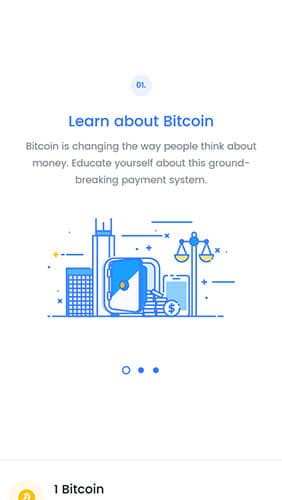 01.
Learn about Bitcoin
Bitcoin is changing the way people think about
money. Educate yourself about this ground-
breaking payment system.
$
1 Bitcoin